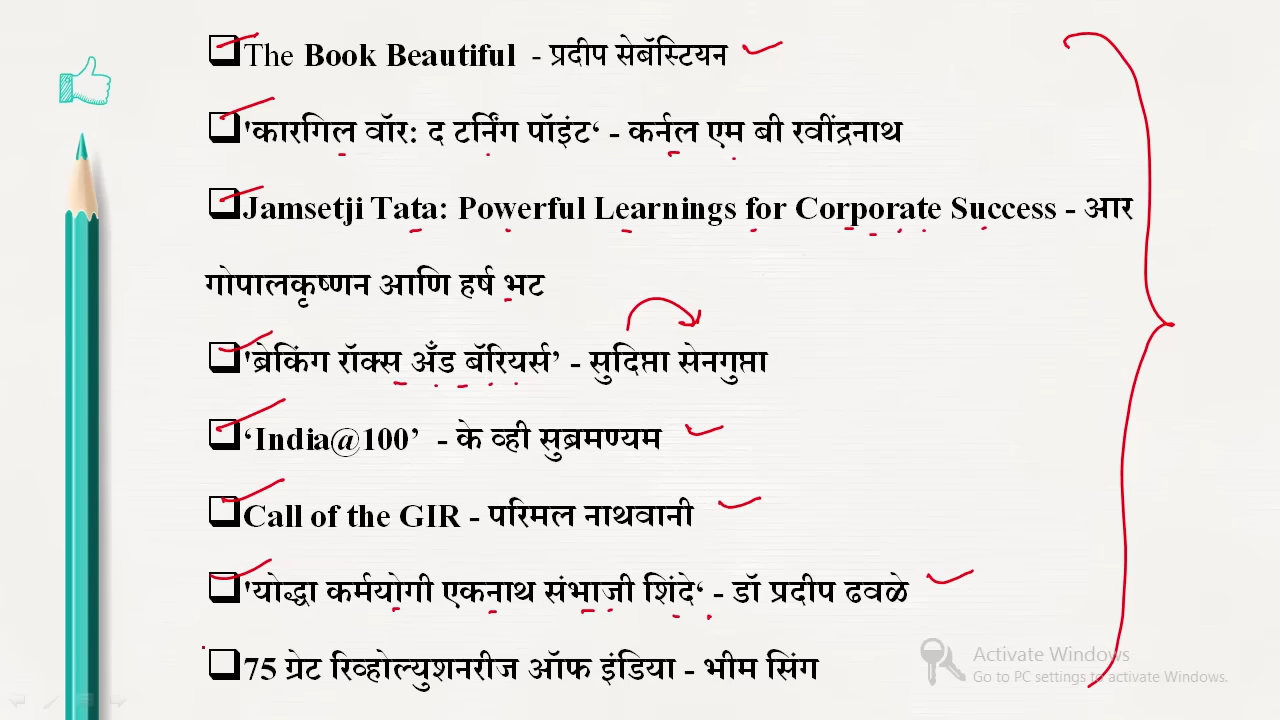 The Book Beautiful - प्रदीप सेबॅस्टियन
'कारगिल वॉर: द टर्निंग पॉइंट‘ - कर्नल एम बी रवींद्रनाथ
Jamsetji Tata: Powerful Learnings for Corporate Success - आर
गोपालकृष्णन आणि हर्ष भट
'ब्रेकिंग रॉक्स अँड बॅरियर्स’ - सुदिप्ता सेनगुप्ता
‘India@100’ - के व्ही सुब्रमण्यम
Call of the GIR - परिमल नाथवानी
'योद्धा कर्मयोगी एकनाथ संभाजी शिंदे‘ - डॉ प्रदीप ढवळे
75 ग्रेट रिव्होल्युशनरीज ऑफ इंडिया - भीम सिंग
Activate Windows
Go to PC settings to activate Windows.